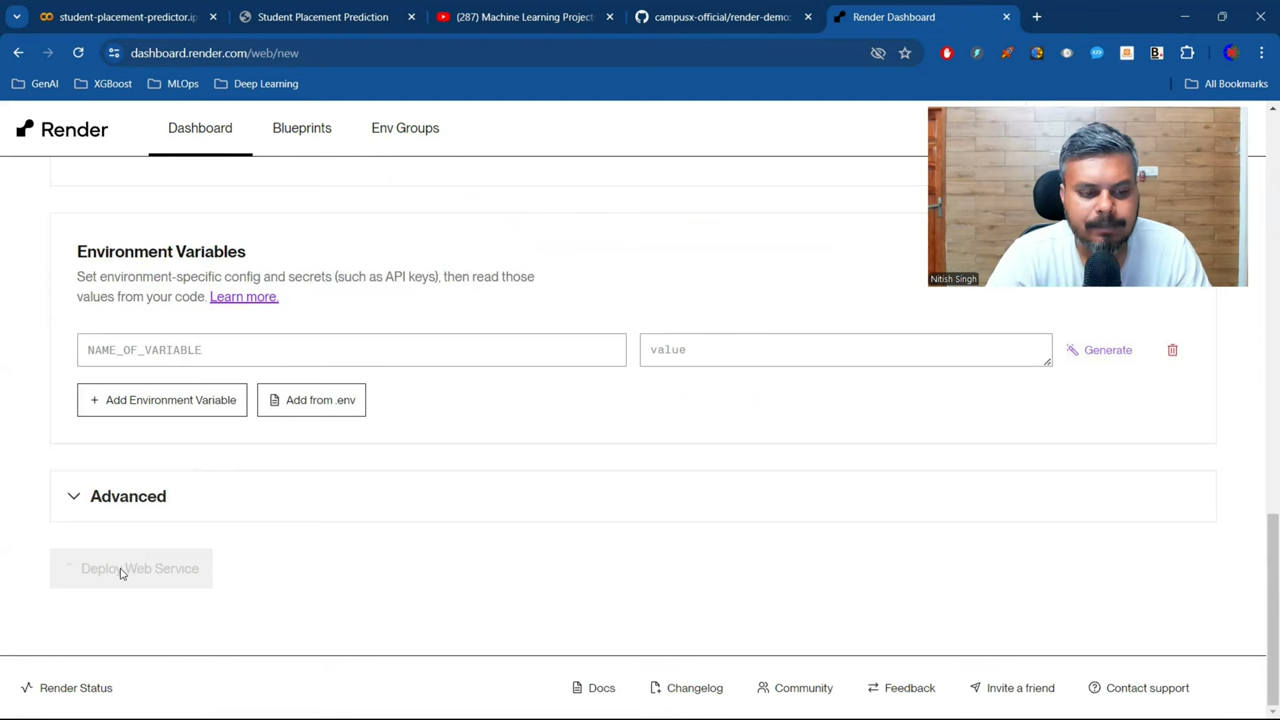 student-placement-predictor.ip
Student Placement Prediction
(287) Machine Learning Project
campusx-official/render-demo:
Render Dashboard
dashboard.render.com/web/new
GenAI
XGBoost
MLOps
Deep Learning
All Bookmarks
Render
Dashboard
Blueprints
Env Groups
Nitish Singh
Environment Variables
Set environment-specific config and secrets (such as API keys), then read those
values from your code. Learn more.
NAME_OF_VARIABLE
value
Generate
+ Add Environment Variable
Add from .env
Advanced
Deploy Web Service
Render Status
Docs
Changelog
Community
Feedback
Invite a friend
Contact support